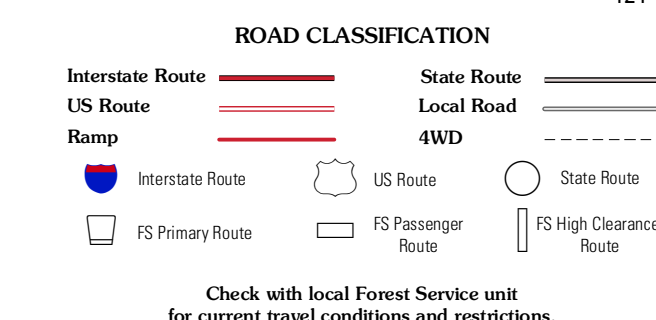 ROAD CLASSIFICATION
Interstate Route State Route
US Route Local Road
Ramp 4WD
Interstate Route US Route State Route
FS Primary Route FS Passenger Route FS High Clearance Route
Check with local Forest Service unit
for current travel conditions and restrictions.